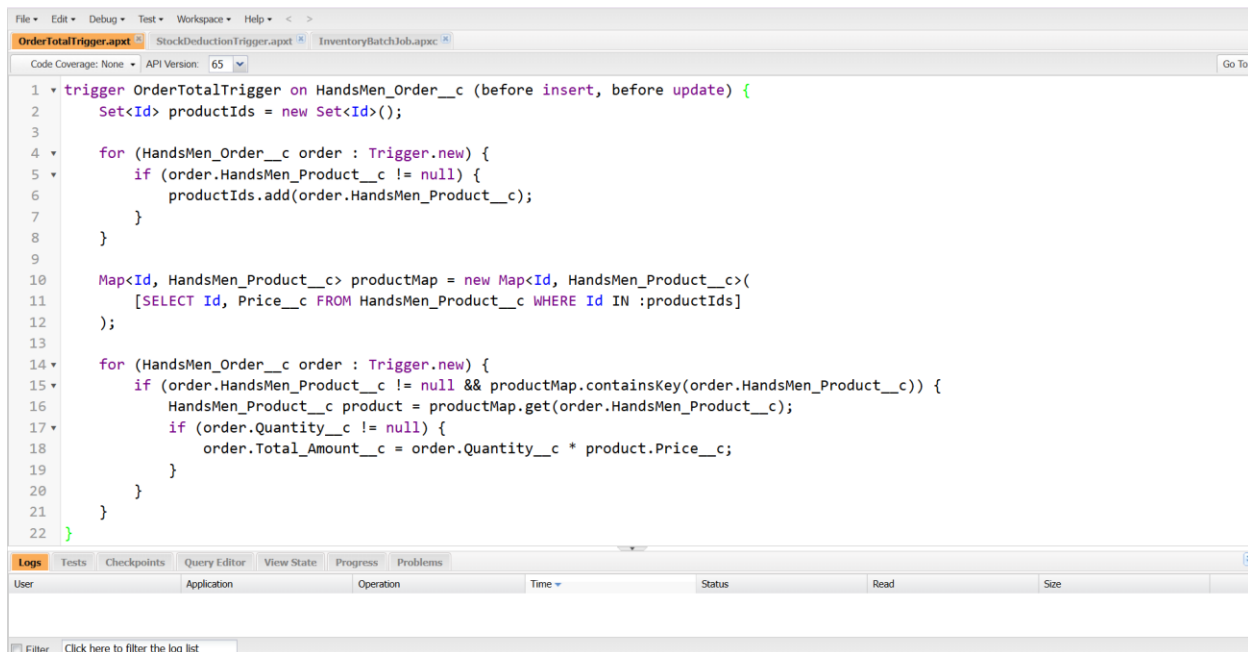 File Edit Debug Test Workspace Help < >
OrderTotalTrigger.apxt StockDeductionTrigger.apxt InventoryBatchJob.apxc
Code Coverage: None API Version: 65 Go To
1 trigger OrderTotalTrigger on HandsMen_Order__c (before insert, before update) {
2 Set<Id> productIds = new Set<Id>();
3
4 for (HandsMen_Order__c order : Trigger.new) {
5 if (order.HandsMen_Product__c != null) {
6 productIds.add(order.HandsMen_Product__c);
7 }
8 }
9
10 Map<Id, HandsMen_Product__c> productMap = new Map<Id, HandsMen_Product__c>(
11 [SELECT Id, Price__c FROM HandsMen_Product__c WHERE Id IN :productIds]
12 );
13
14 for (HandsMen_Order__c order : Trigger.new) {
15 if (order.HandsMen_Product__c != null && productMap.containsKey(order.HandsMen_Product__c)) {
16 HandsMen_Product__c product = productMap.get(order.HandsMen_Product__c);
17 if (order.Quantity__c != null) {
18 order.Total_Amount__c = order.Quantity__c * product.Price__c;
19 }
20 }
21 }
22 }
Logs Tests Checkpoints Query Editor View State Progress Problems
User Application Operation Time Status Read Size
Filter Click here to filter the log list